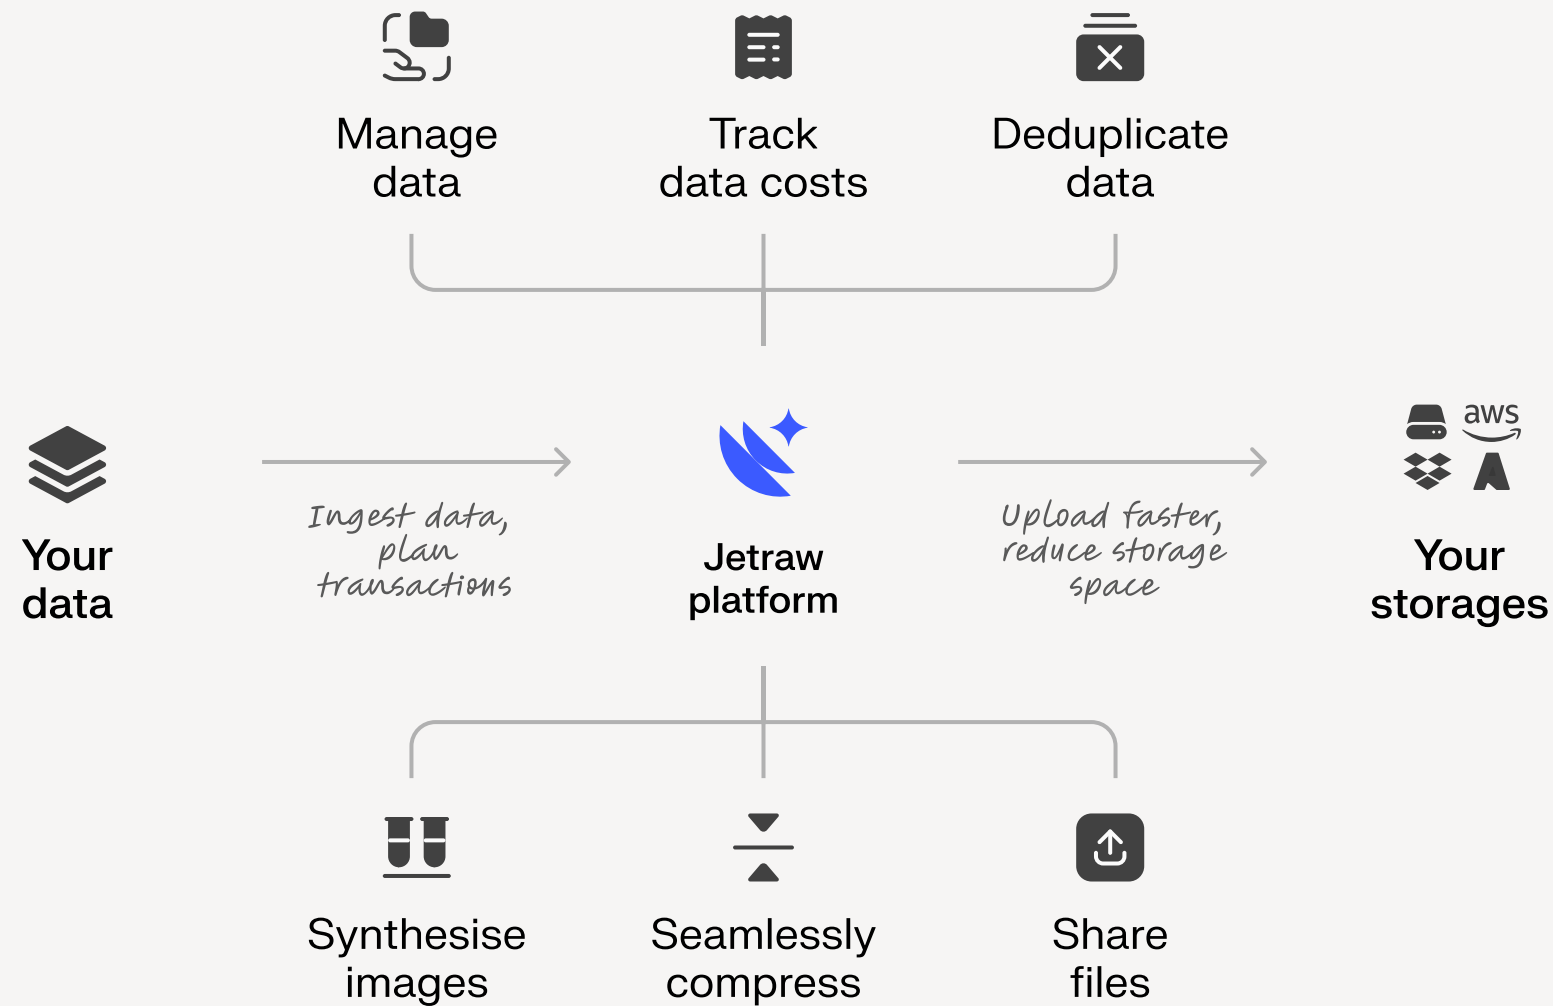 Manage
data
Track
data costs
Deduplicate
data
Your
data
Ingest data,
plan
transactions
Jetraw
platform
Upload faster,
reduce storage
space
aws
Your
storages
Synthesise
images
Seamlessly
compress
Share
files